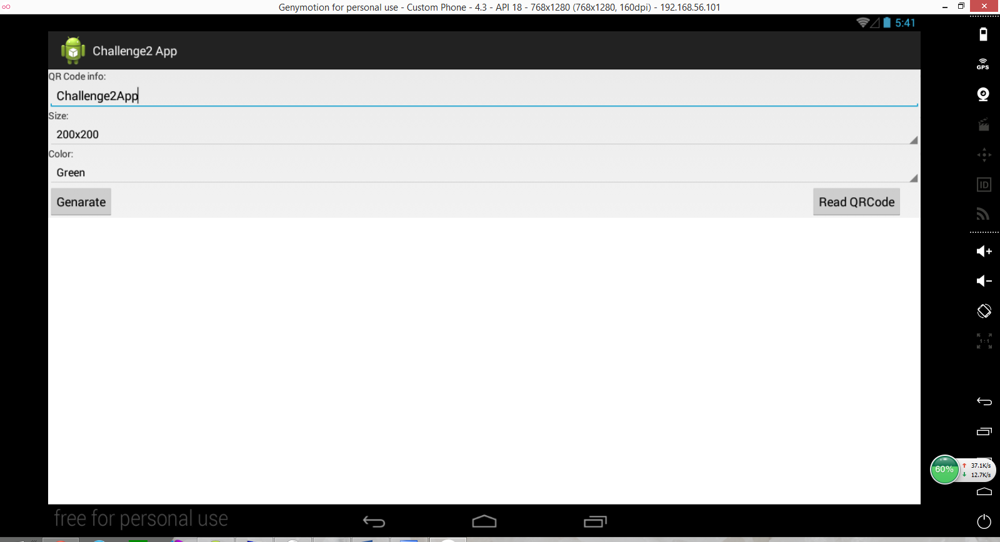 Genymotion for personal use - Custom Phone - 4.3 - API 18 - 768x1280 (768x1280, 160dpi) - 192.168.56.101
5:41
Challenge2 App
GPS
QR Code info:
Challenge2App
Size:
200x200
Color:
Green
ID
Genarate
Read QRCode
1:1
60%
37.1K/s
12.7K/s
free for personal use